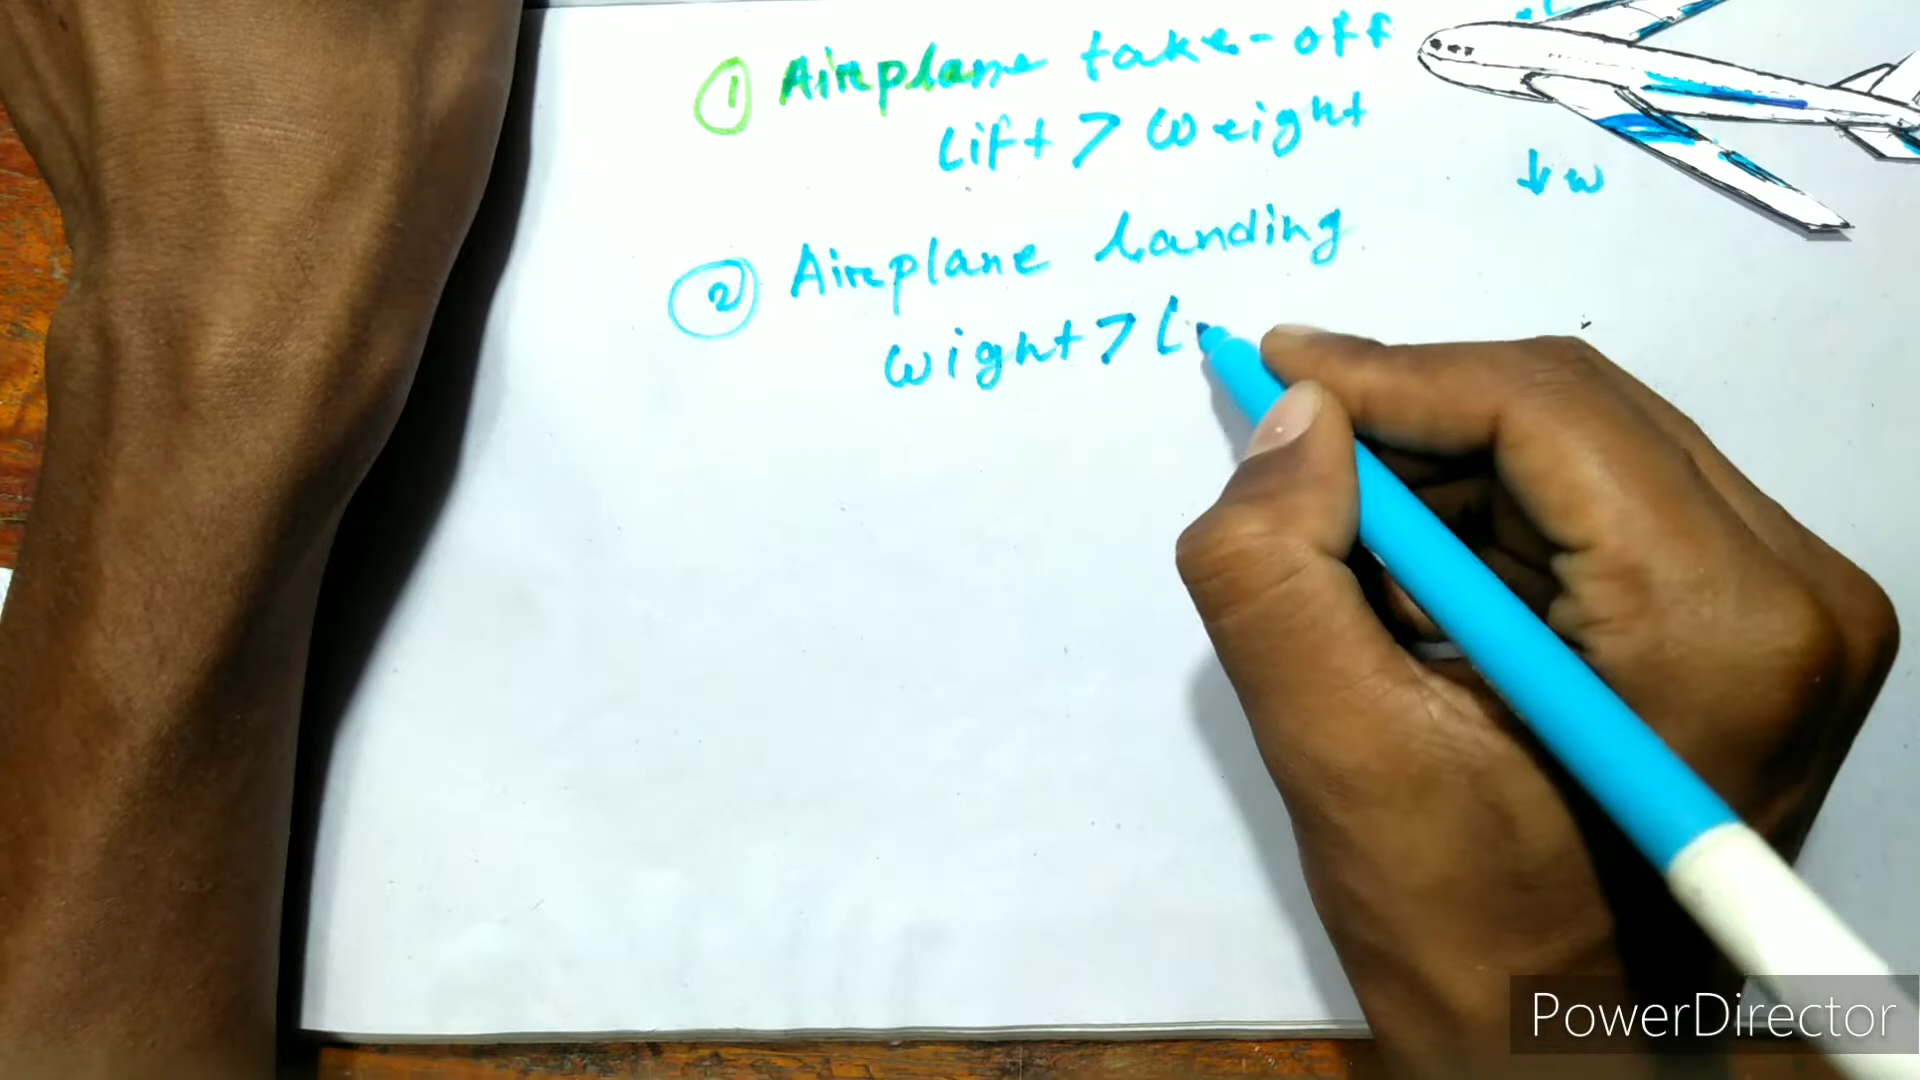 ① Airplane take-off
Lift > Weight
↓ w
② Airplane Landing
wight > L
PowerDirector